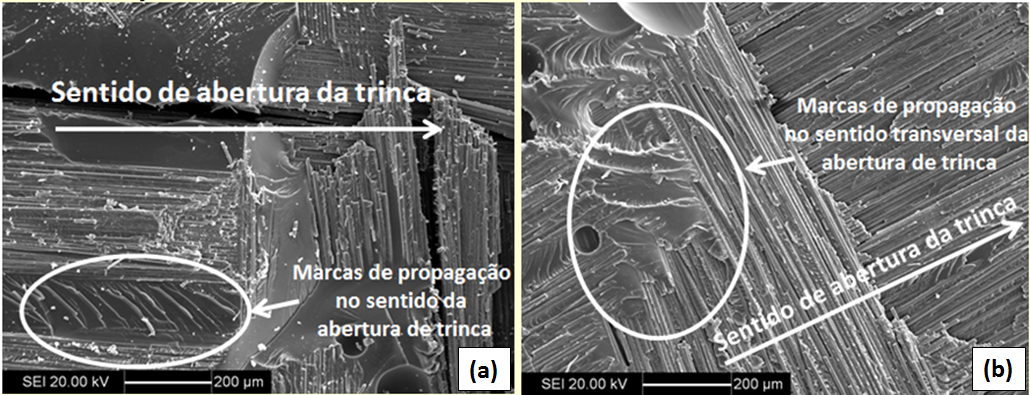 Sentido de abertura da trinca
Marcas de propagação
no sentido da
abertura de trinca
SEI 20.00 kV
200 µm
(a)
Marcas de propagação
no sentido transversal da
abertura de trinca
Sentido de abertura da trinca
SEI 20.00 kV
200 µm
(b)